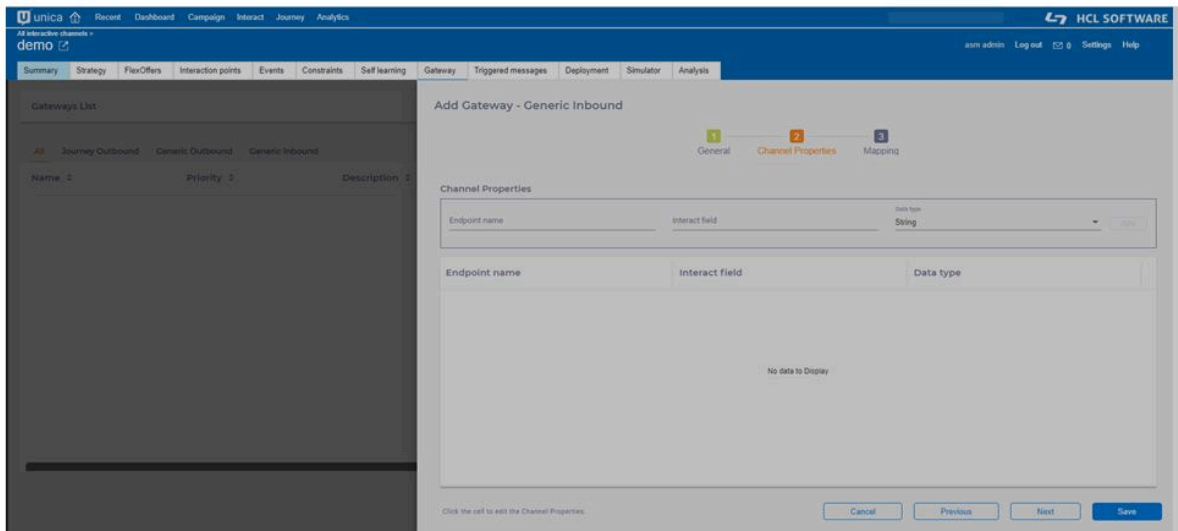 unica Recent Dashboard Campaign Interact Journey Analytics HCL SOFTWARE
All interactive channels >
demo asm admin Log out 0 Settings Help
Summary Strategy FlexOffers Interaction points Events Constraints Self learning Gateway Triggered messages Deployment Simulator Analysis
Gateways List Add Gateway - Generic Inbound
1 2 3
General Channel Properties Mapping
All Journey Outbound Generic Outbound Generic Inbound
Name Priority Description
Channel Properties
Data type
Endpoint name Interact field String
Endpoint name Interact field Data type
No data to Display
Click the cell to edit the Channel Properties. Cancel Previous Next Save